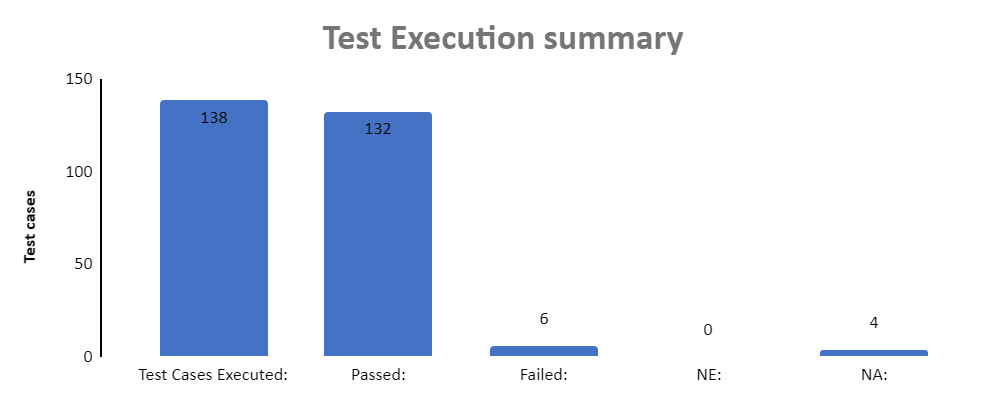 Test Execution summary
150
100
50
0
Test cases
138
132
6
0
4
Test Cases Executed:
Passed:
Failed:
NE:
NA: